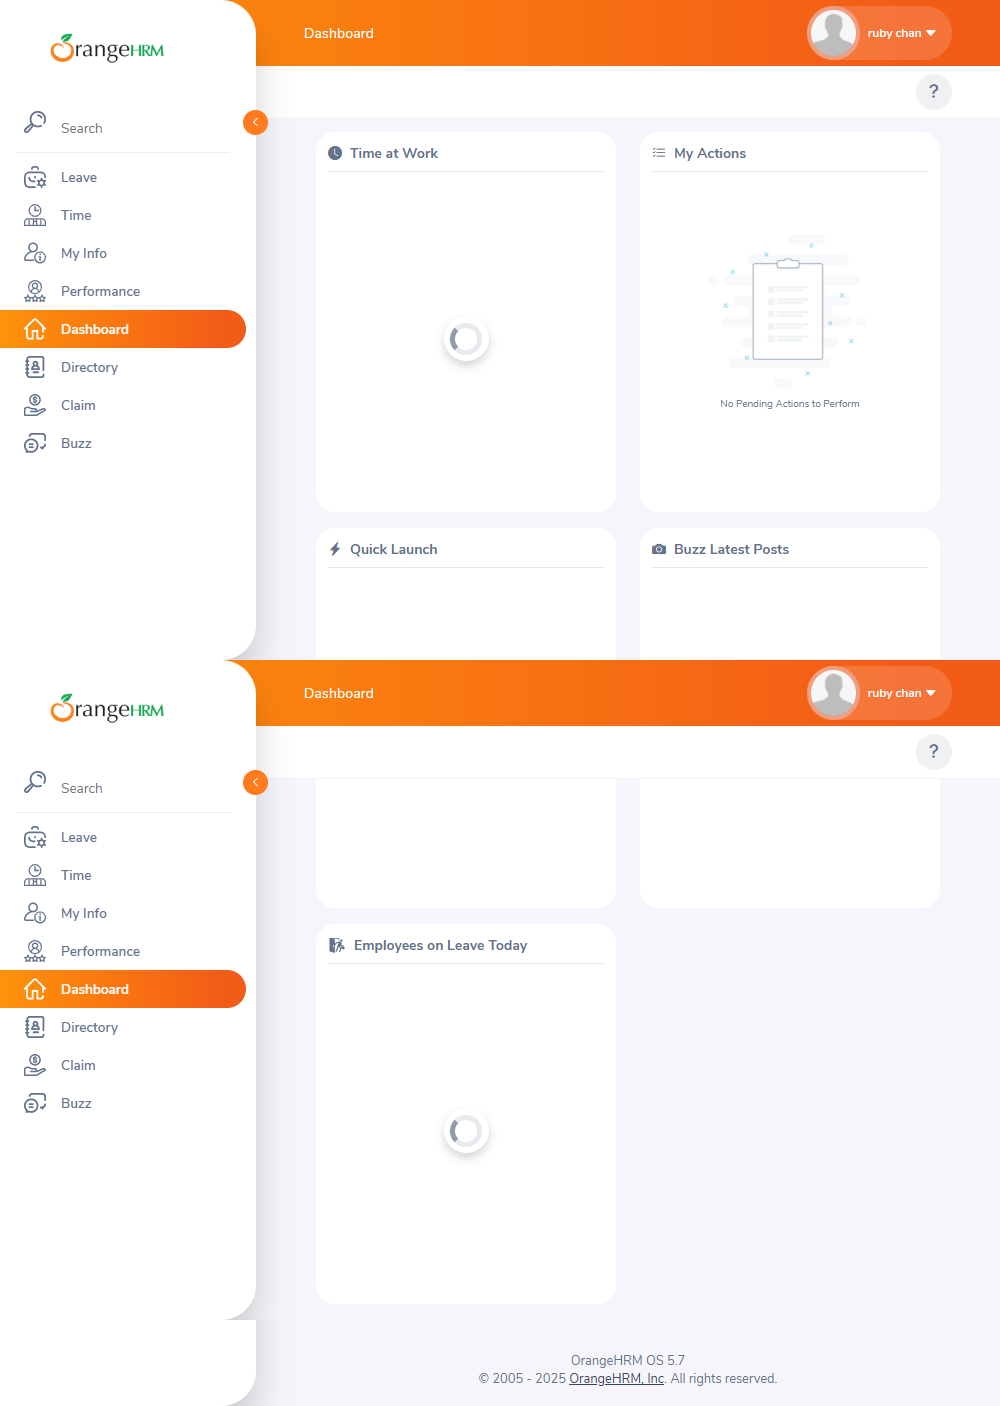 OrangeHRM
Dashboard
ruby chan
?
Search
Leave
Time
My Info
Performance
Dashboard
Directory
Claim
Buzz
Time at Work
My Actions
No Pending Actions to Perform
Quick Launch
Buzz Latest Posts
OrangeHRM
Dashboard
ruby chan
?
Search
Leave
Time
My Info
Performance
Dashboard
Directory
Claim
Buzz
Employees on Leave Today
OrangeHRM OS 5.7
© 2005 - 2025 OrangeHRM, Inc. All rights reserved.